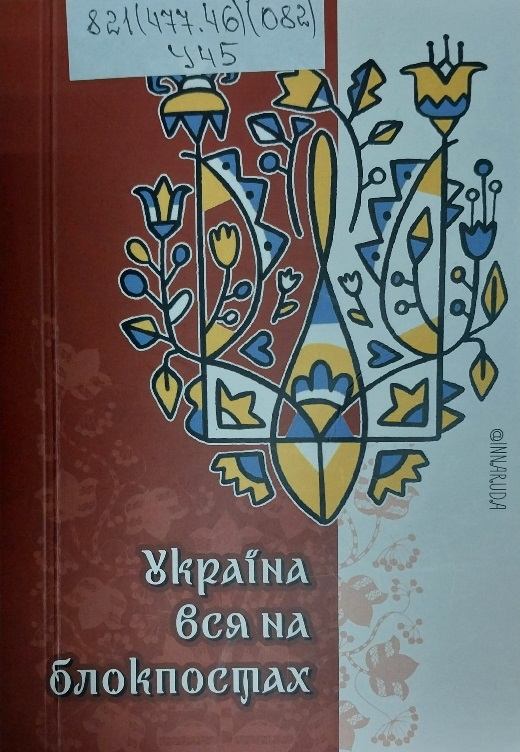 821(477.46)(082)
У45
@INNARUDA
Україна
вся на
блокпостах